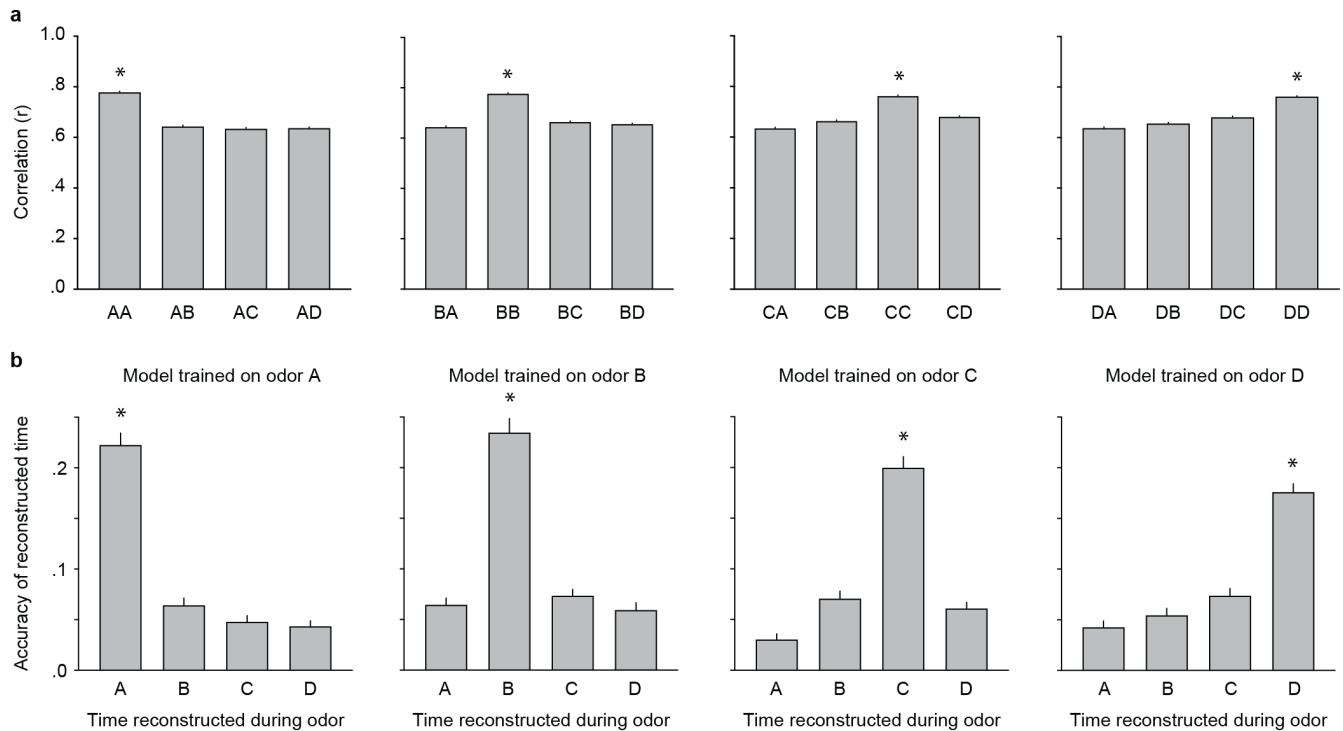 a
Correlation (r)
1.0
.8
.6
.4
.2
.0
*
*
*
*
AA AB AC AD
BA BB BC BD
CA CB CC CD
DA DB DC DD
b
Model trained on odor A
Model trained on odor B
Model trained on odor C
Model trained on odor D
Accuracy of reconstructed time
.2
.1
.0
*
*
*
*
A B C D
A B C D
A B C D
A B C D
Time reconstructed during odor
Time reconstructed during odor
Time reconstructed during odor
Time reconstructed during odor